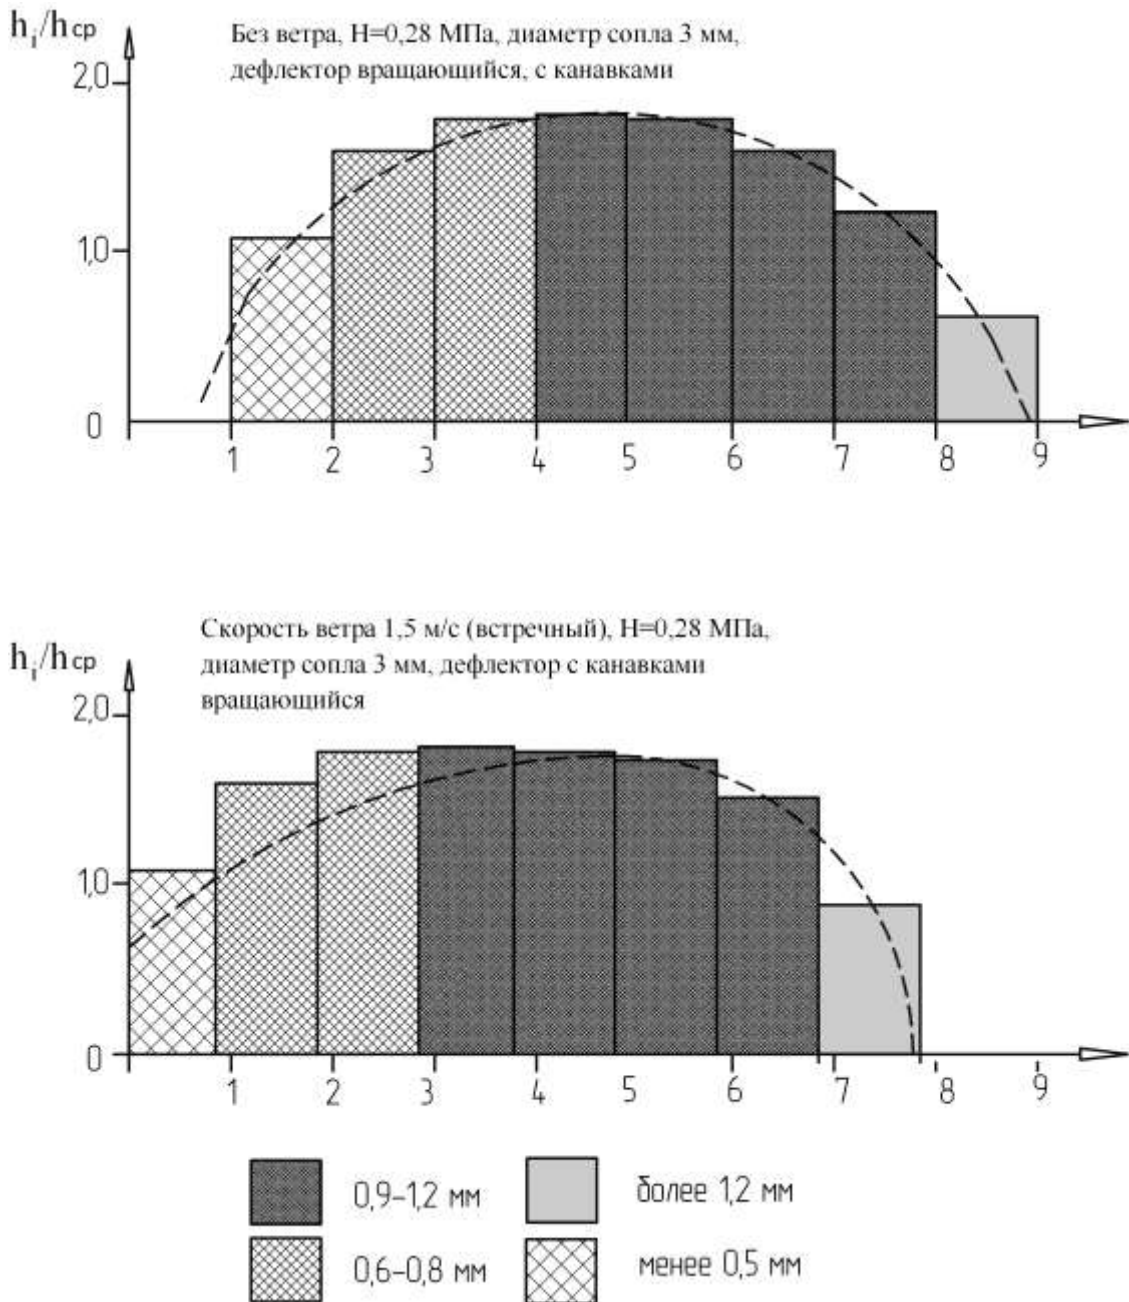 hᵢ/hср
Без ветра, H=0,28 МПа, диаметр сопла 3 мм,
дефлектор вращающийся, с канавками
2,0
1,0
0
1 2 3 4 5 6 7 8 9
Скорость ветра 1,5 м/с (встречный), H=0,28 МПа,
диаметр сопла 3 мм, дефлектор с канавками
вращающийся
hᵢ/hср
2,0
1,0
0
1 2 3 4 5 6 7 8 9
0,9-1,2 мм
более 1,2 мм
0,6-0,8 мм
менее 0,5 мм